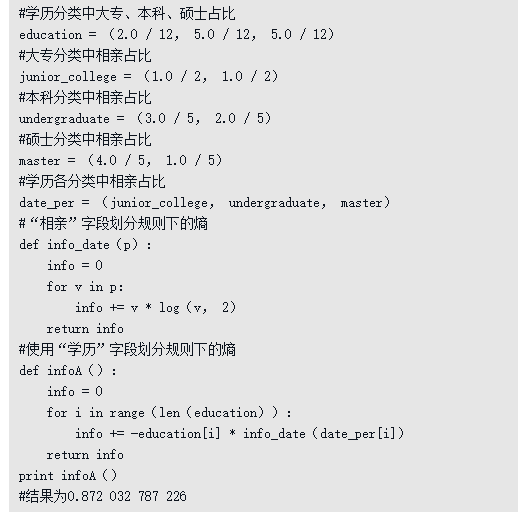 #学历分类中大专、本科、硕士占比
education = （2.0 / 12， 5.0 / 12， 5.0 / 12）
#大专分类中相亲占比
junior_college = （1.0 / 2， 1.0 / 2）
#本科分类中相亲占比
undergraduate = （3.0 / 5， 2.0 / 5）
#硕士分类中相亲占比
master = （4.0 / 5， 1.0 / 5）
#学历各分类中相亲占比
date_per = （junior_college， undergraduate， master）
#“相亲”字段划分规则下的熵
def info_date（p）：
    info = 0
    for v in p:
        info += v * log（v， 2）
    return info
#使用“学历”字段划分规则下的熵
def infoA（）：
    info = 0
    for i in range（len（education））：
        info += -education[i] * info_date（date_per[i]）
    return info
print infoA（）
#结果为0.872 032 787 226